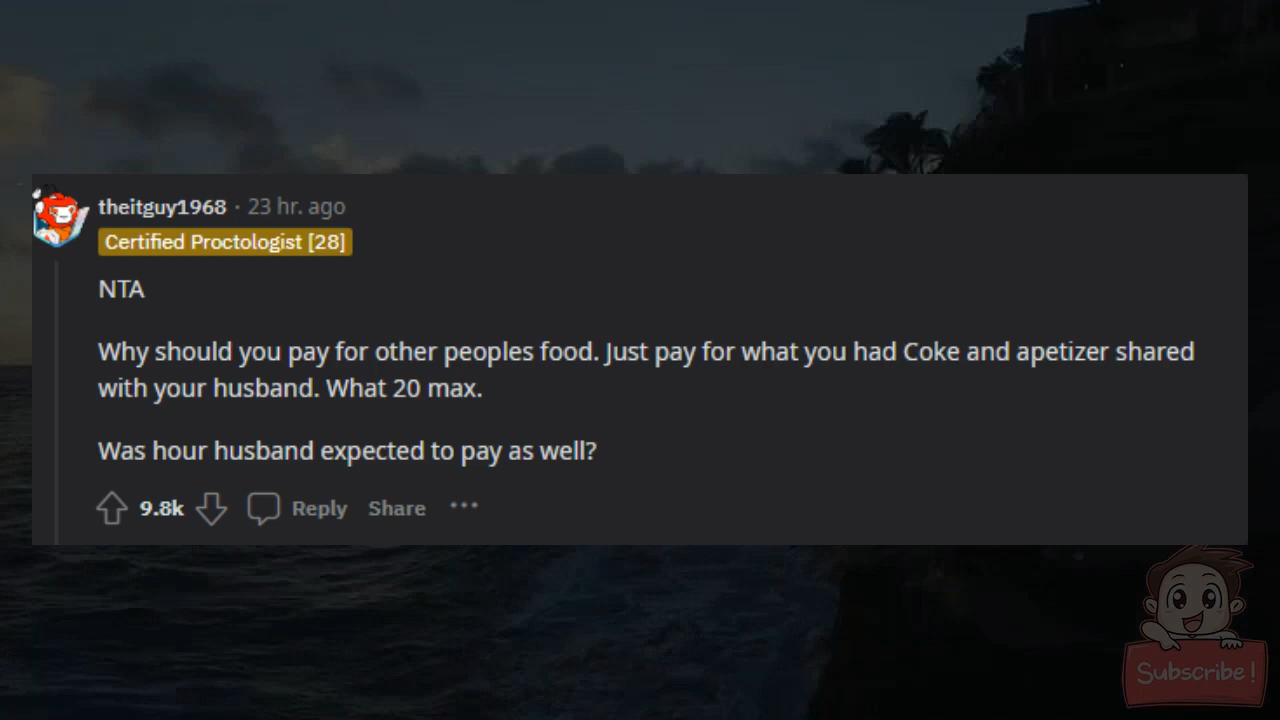 theitguy1968 · 23 hr. ago
Certified Proctologist [28]
NTA
Why should you pay for other peoples food. Just pay for what you had Coke and apetizer shared
with your husband. What 20 max.
Was hour husband expected to pay as well?
9.8k Reply Share ···
Subscribe!